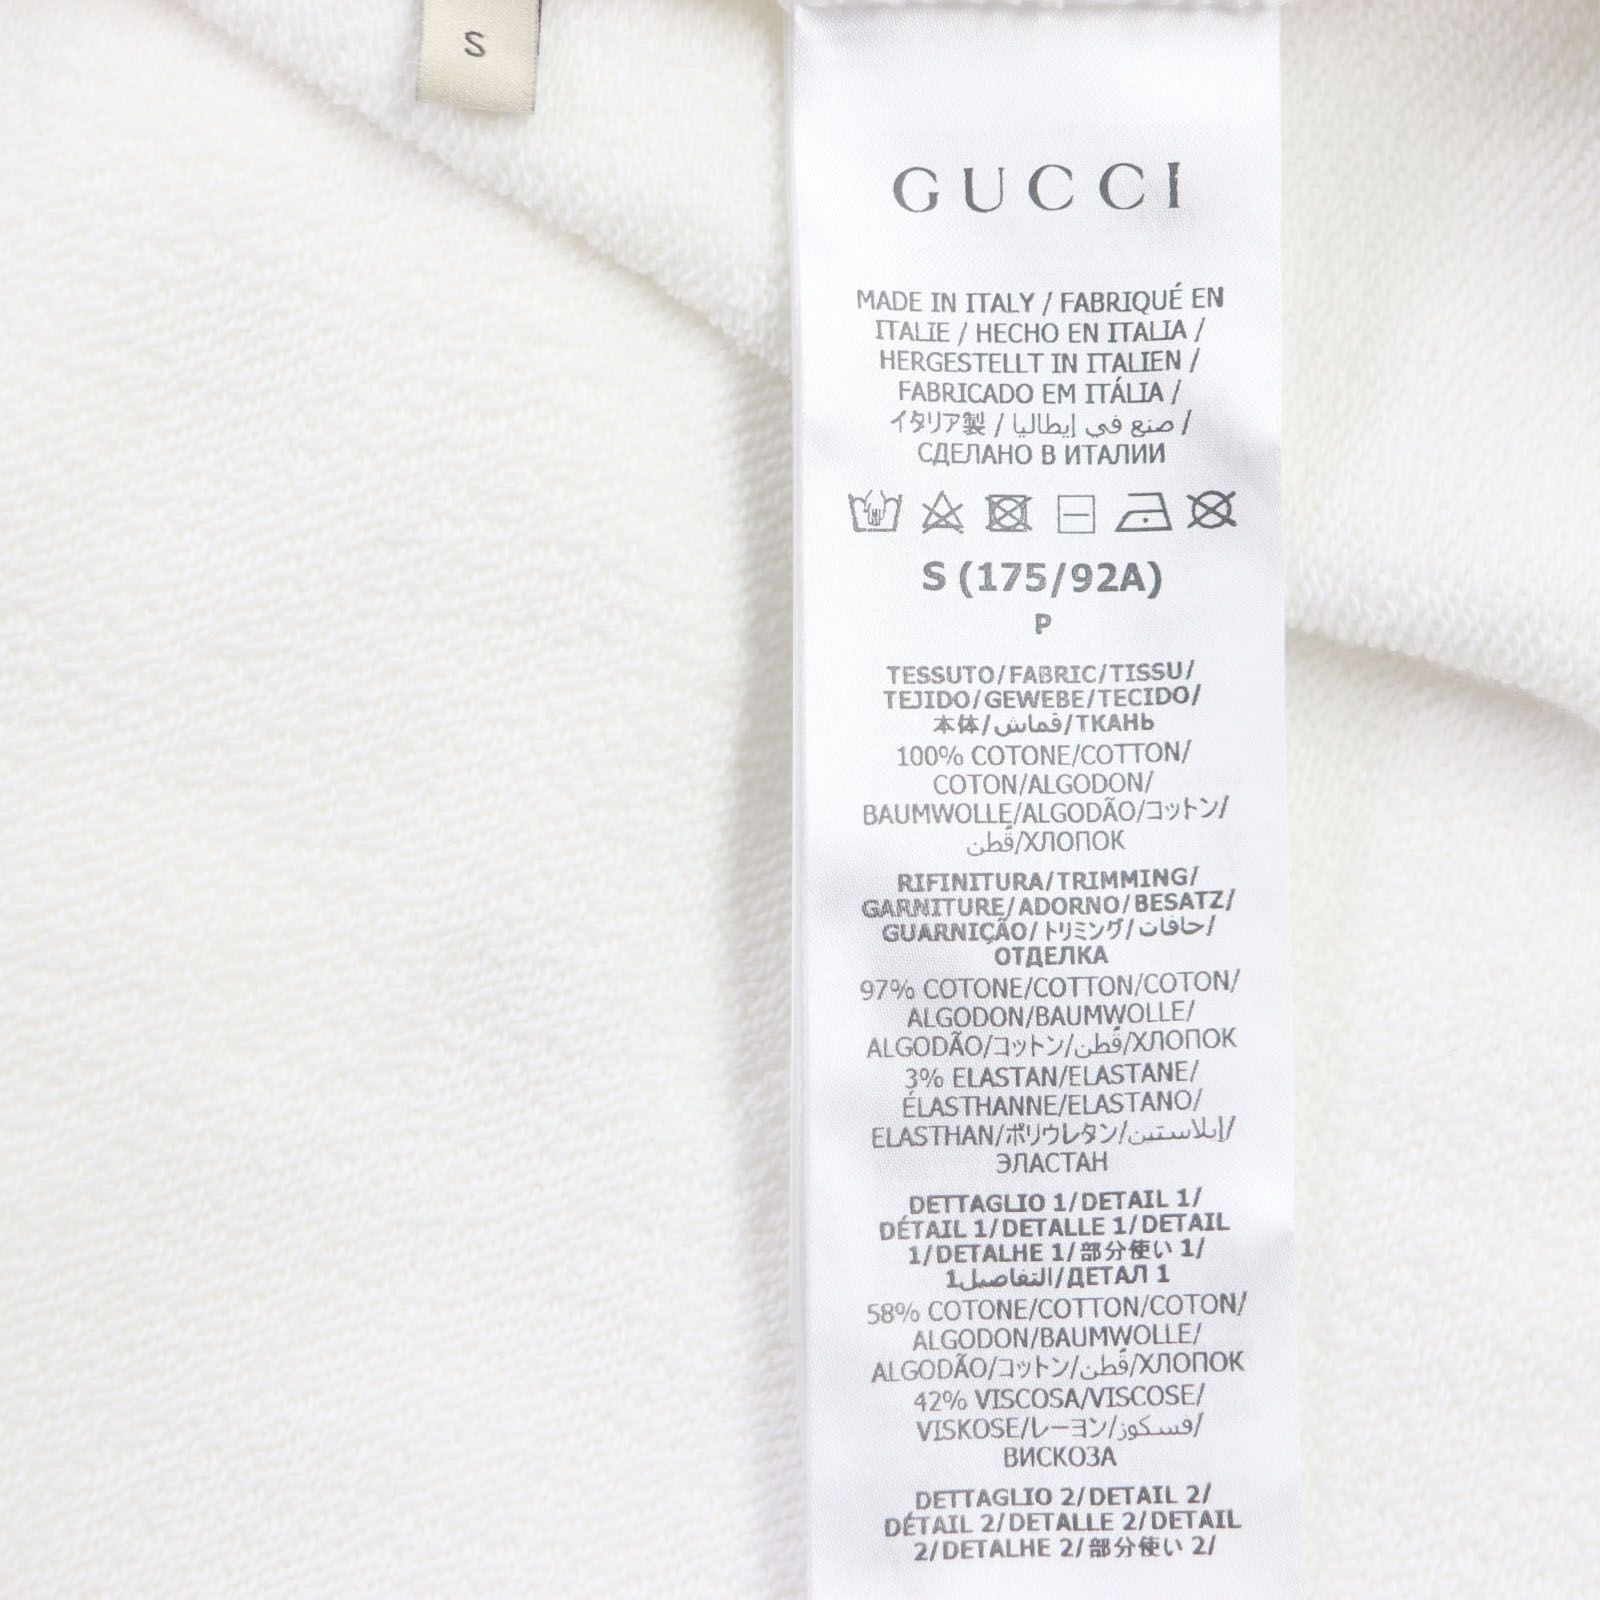 S
GUCCI
MADE IN ITALY / FABRIQUÉ EN
ITALIE / HECHO EN ITALIA /
HERGESTELLT IN ITALIEN /
FABRICADO EM ITÁLIA /
イタリア製 / صنع في إيطاليا /
СДЕЛАНО В ИТАЛИИ
S (175/92A)
P
TESSUTO/FABRIC/TISSU/
TEJIDO/GEWEBE/TECIDO/
本体/قماش/ТКАНЬ
100% COTONE/COTTON/
COTON/ALGODON/
BAUMWOLLE/ALGODÃO/コットン/
قُطن/ХЛОПОК
RIFINITURA/TRIMMING/
GARNITURE/ADORNO/BESATZ/
GUARNIÇÃO/トリミング/حافات/
ОТДЕЛКА
97% COTONE/COTTON/COTON/
ALGODON/BAUMWOLLE/
ALGODÃO/コットン/قُطن/ХЛОПОК
3% ELASTAN/ELASTANE/
ÉLASTHANNE/ELASTANO/
ELASTHAN/ポリウレタン/إيلاستين/
ЭЛАСТАН
DETTAGLIO 1/DETAIL 1/
DÉTAIL 1/DETALLE 1/DETAIL
1/DETALHE 1/部分使い 1/
التفاصيل1/ДЕТАЛ 1
58% COTONE/COTTON/COTON/
ALGODON/BAUMWOLLE/
ALGODÃO/コットン/قُطن/ХЛОПОК
42% VISCOSA/VISCOSE/
VISKOSE/レーヨン/فسكوز/
ВИСКОЗА
DETTAGLIO 2/DETAIL 2/
DÉTAIL 2/DETALLE 2/DETAIL
2/DETALHE 2/部分使い 2/